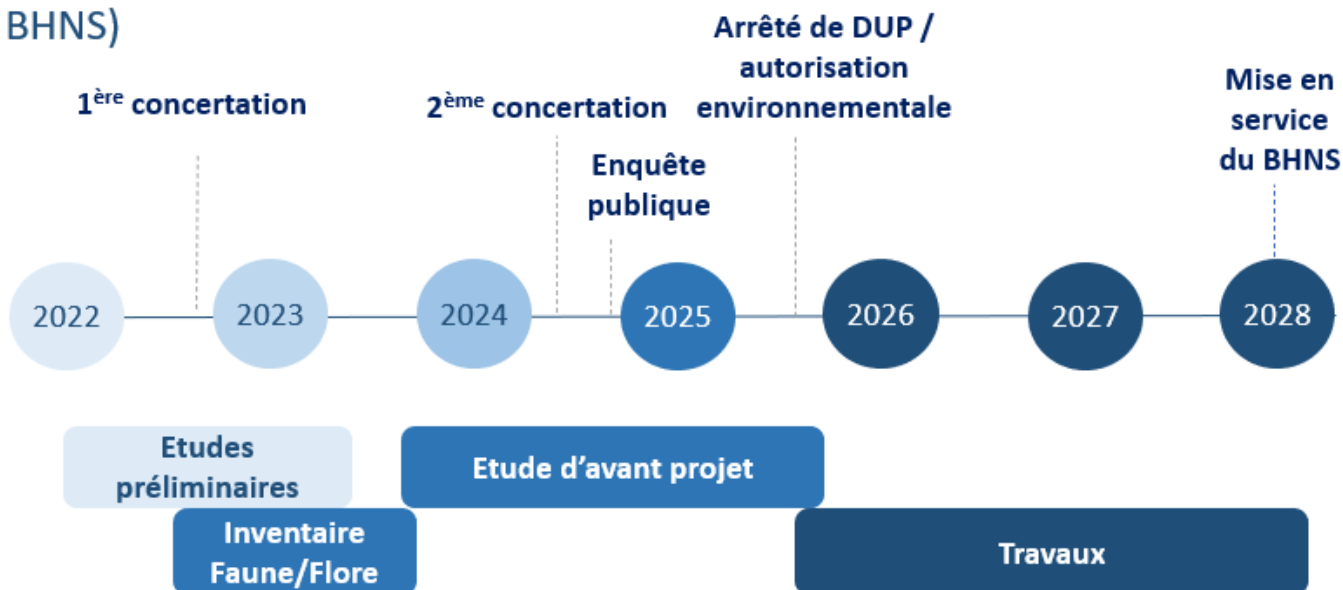 BHNS)
1ère concertation
2ème concertation
Enquête
publique
Arrêté de DUP /
autorisation
environnementale
Mise en
service
du BHNS
2022
2023
2024
2025
2026
2027
2028
Etudes
préliminaires
Inventaire
Faune/Flore
Etude d’avant projet
Travaux